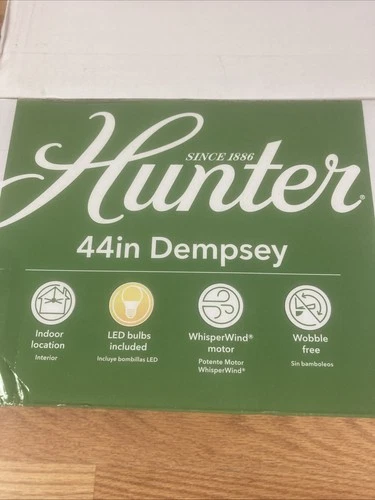 Hunter®
SINCE 1886
44in Dempsey
Indoor
location
Interior
LED bulbs
included
Incluye bombillas LED
WhisperWind®
motor
Potente Motor
WhisperWind®
Wobble
free
Sin bamboleos